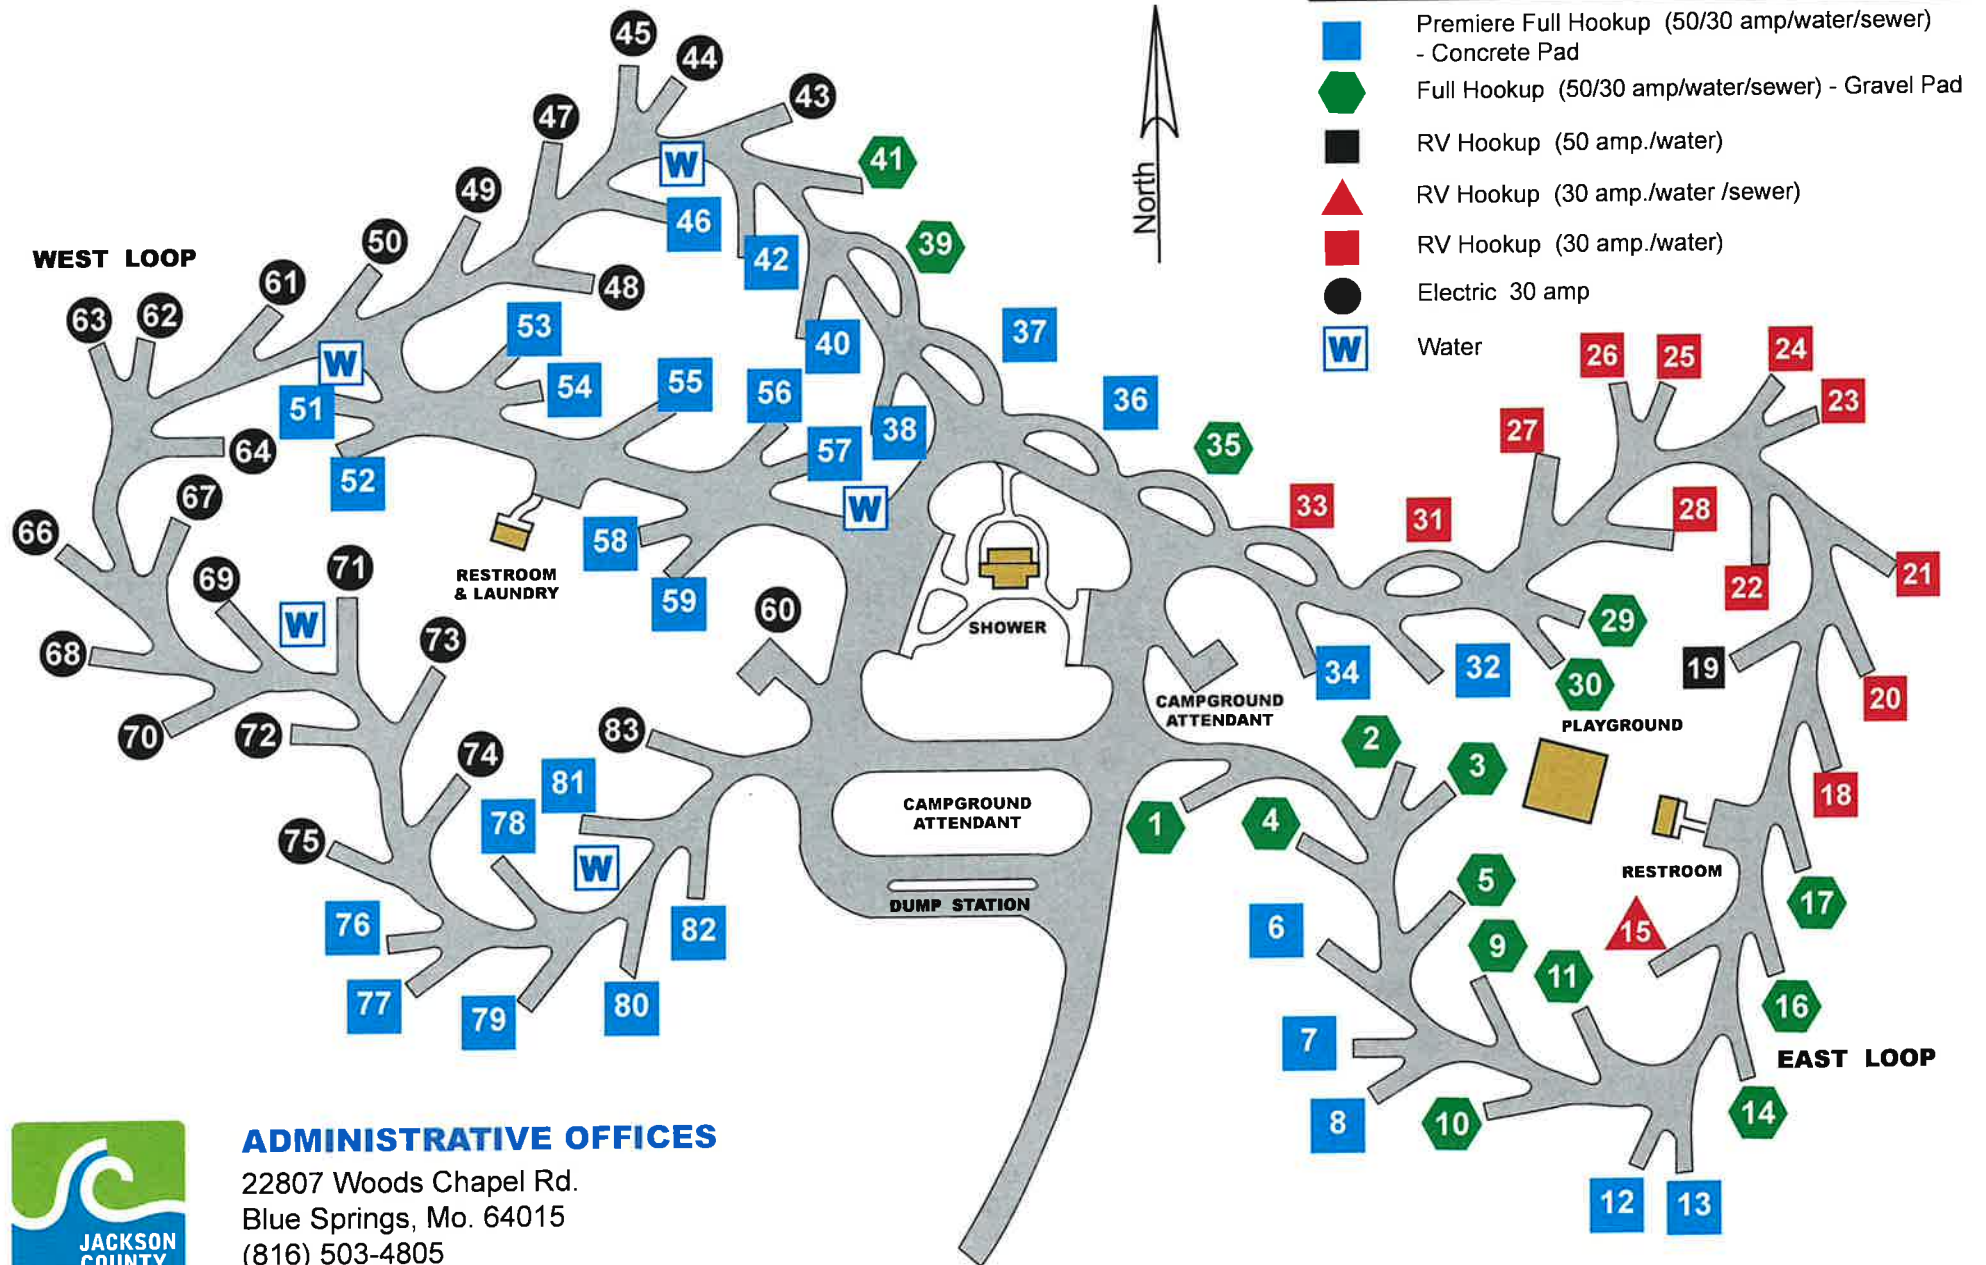 Premiere Full Hookup (50/30 amp/water/sewer)
- Concrete Pad
Full Hookup (50/30 amp/water/sewer) - Gravel Pad
RV Hookup (50 amp./water)
RV Hookup (30 amp./water /sewer)
RV Hookup (30 amp./water)
Electric 30 amp
W Water
North
WEST LOOP
45
44
43
47
41
49
46
39
50
42
48
61
63
62
53
37
40
W
W
51
54
55
56
36
38
52
57
64
35
W
67
58
66
59
RESTROOM
& LAUNDRY
69
71
W
60
SHOWER
68
73
70
72
83
74
CAMPGROUND
ATTENDANT
81
78
75
W
CAMPGROUND
ATTENDANT
DUMP STATION
76
82
77
79
80
33
31
34
32
29
30
26
25
24
23
27
28
22
21
19
20
PLAYGROUND
18
2
3
1
4
RESTROOM
5
17
15
6
9
11
16
7
EAST LOOP
8
10
14
12
13
ADMINISTRATIVE OFFICES
22807 Woods Chapel Rd.
Blue Springs, Mo. 64015
(816) 503-4805
JACKSON
COUNTY